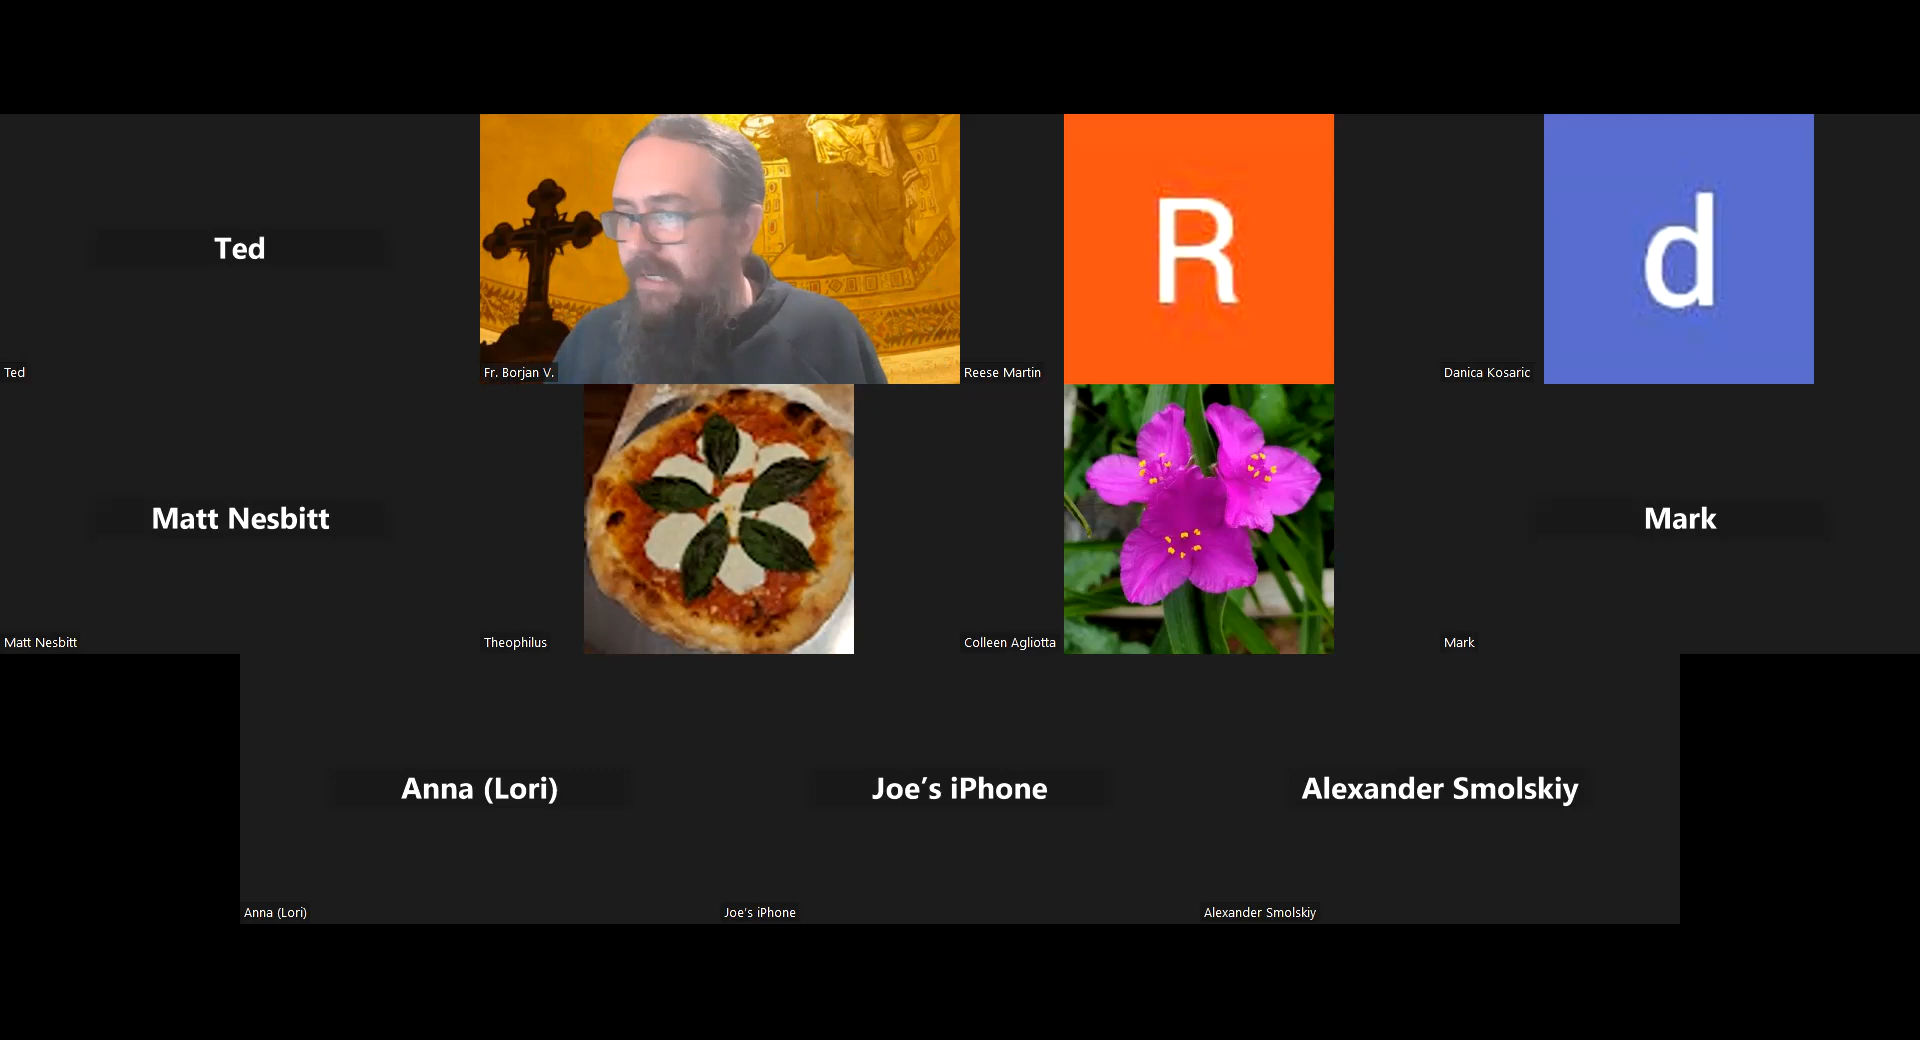 Ted
Ted
Fr. Borjan V.
R
Reese Martin
d
Danica Kosaric
Matt Nesbitt
Matt Nesbitt
Theophilus
Colleen Agliotta
Mark
Mark
Anna (Lori)
Anna (Lori)
Joe’s iPhone
Joe's iPhone
Alexander Smolskiy
Alexander Smolskiy